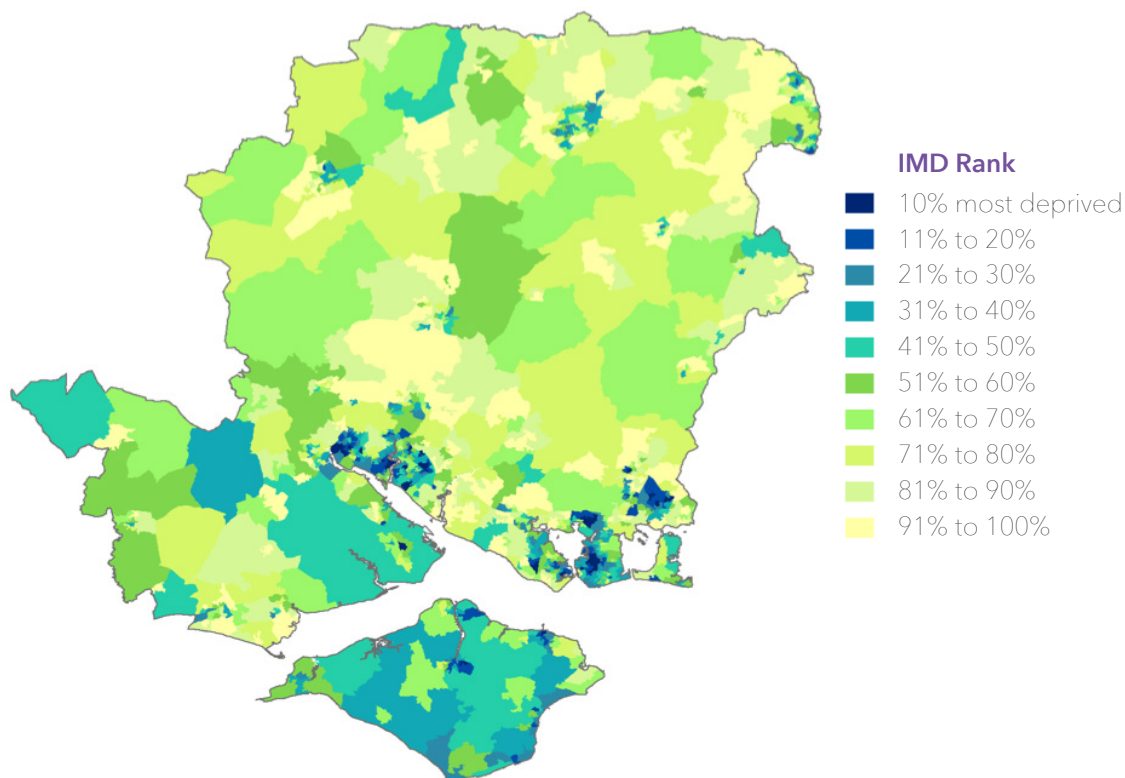 IMD Rank
10% most deprived
11% to 20%
21% to 30%
31% to 40%
41% to 50%
51% to 60%
61% to 70%
71% to 80%
81% to 90%
91% to 100%